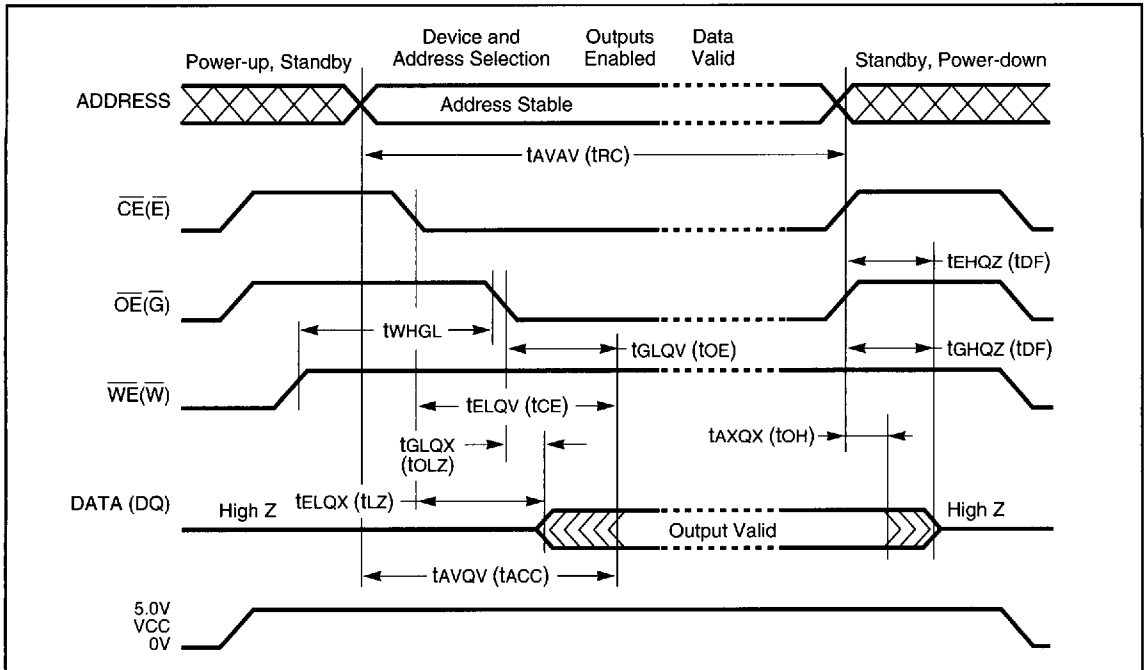 Device and
Address Selection
Outputs
Enabled
Data
Valid
Power-up, Standby
Standby, Power-down
ADDRESS
Address Stable
tAVAV (tRC)
CE(E)
tEHQZ (tDF)
OE(G)
tWHGL
tGLQV (tOE)
tGHQZ (tDF)
WE(W)
tELQV (tCE)
tGLQX
(tOLZ)
tAXQX (tOH)
tELQX (tLZ)
DATA (DQ)
High Z
Output Valid
High Z
tAVQV (tACC)
5.0V
VCC
0V